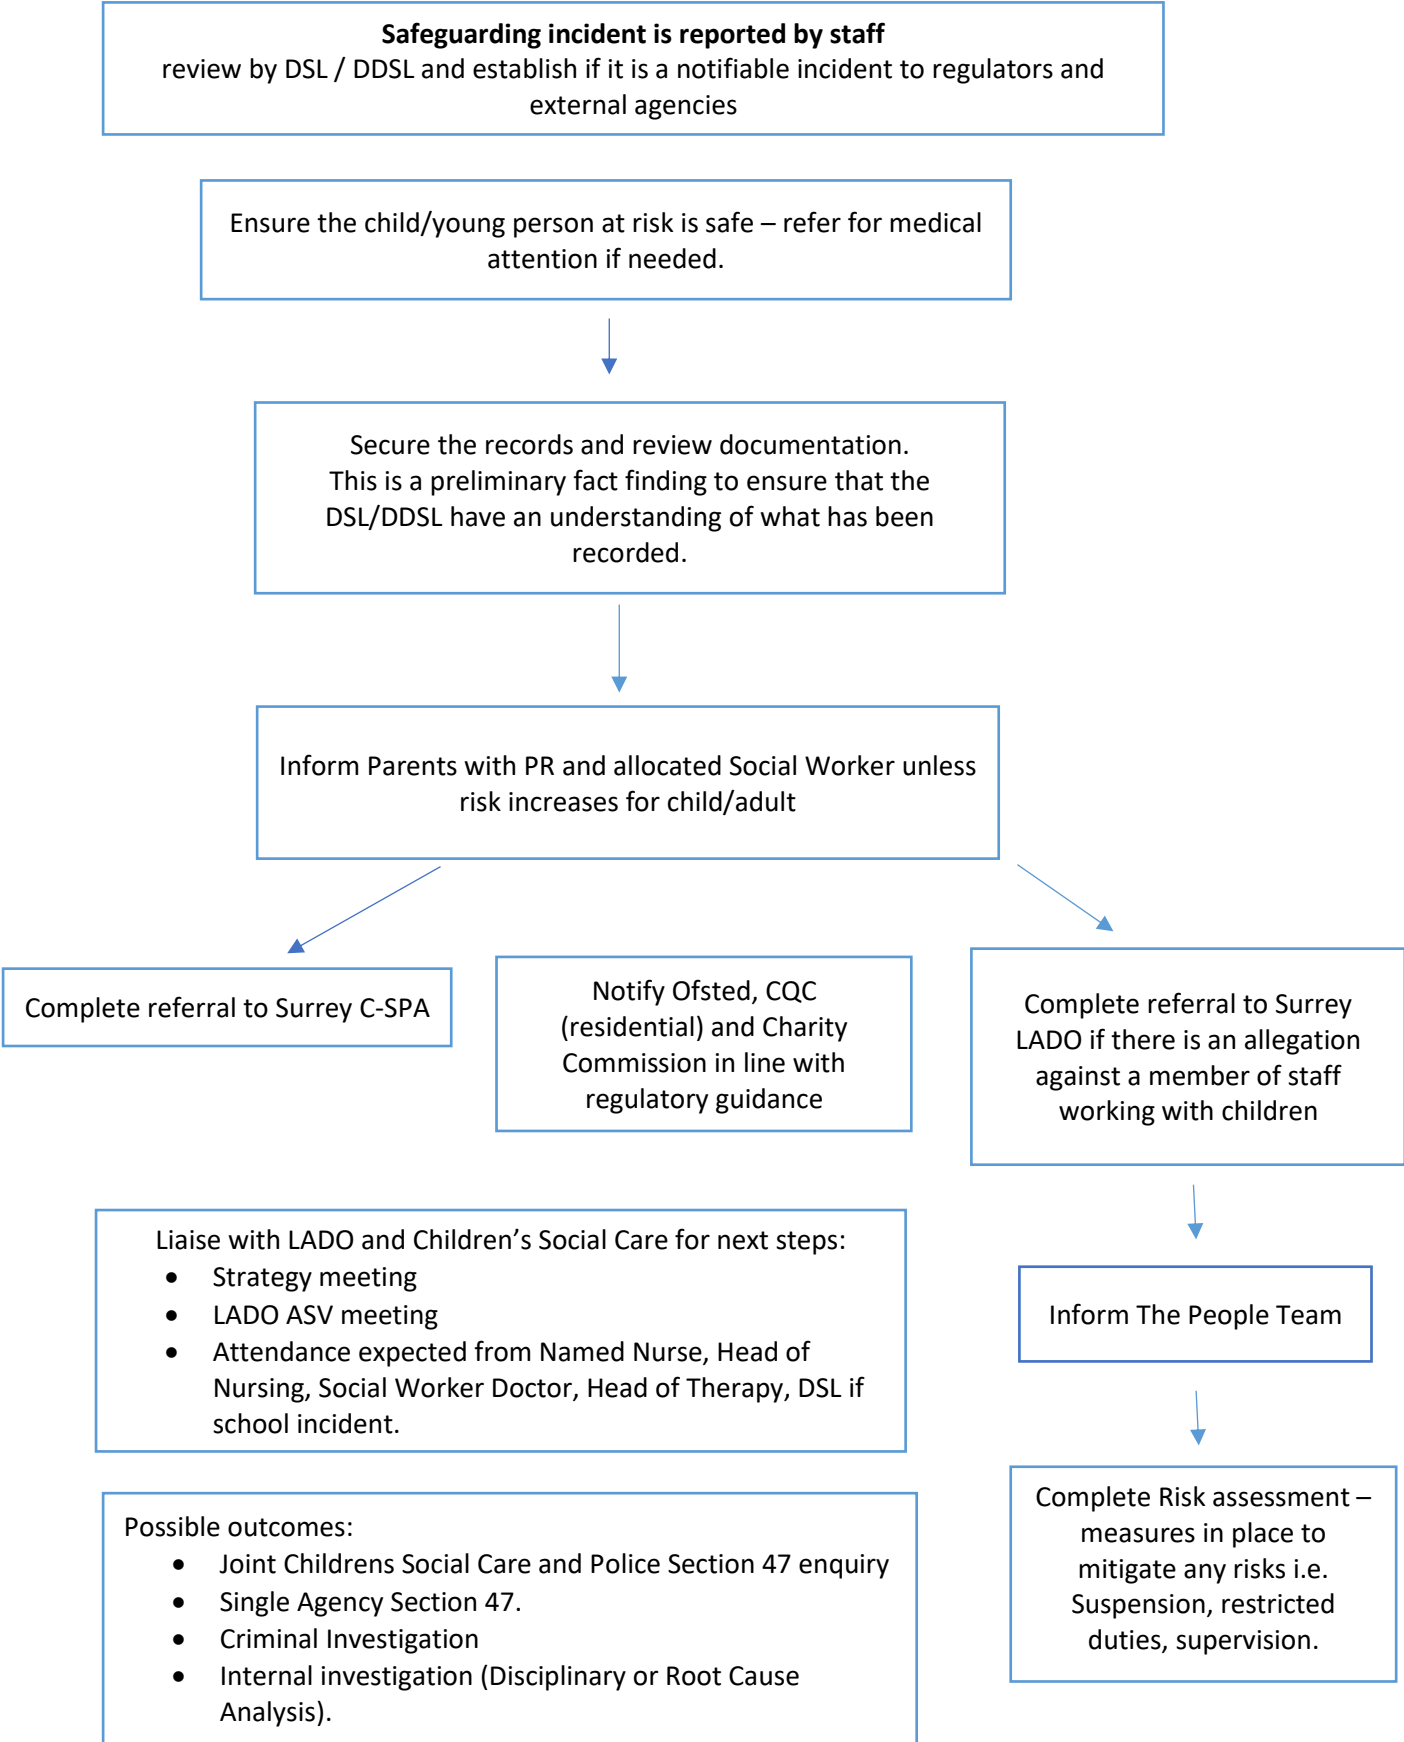 Safeguarding incident is reported by staff
review by DSL / DDSL and establish if it is a notifiable incident to regulators and
external agencies
Ensure the child/young person at risk is safe – refer for medical
attention if needed.
Secure the records and review documentation.
This is a preliminary fact finding to ensure that the
DSL/DDSL have an understanding of what has been
recorded.
Inform Parents with PR and allocated Social Worker unless
risk increases for child/adult
Complete referral to Surrey C-SPA
Notify Ofsted, CQC
(residential) and Charity
Commission in line with
regulatory guidance
Complete referral to Surrey
LADO if there is an allegation
against a member of staff
working with children
Liaise with LADO and Children’s Social Care for next steps:
• Strategy meeting
• LADO ASV meeting
• Attendance expected from Named Nurse, Head of
Nursing, Social Worker Doctor, Head of Therapy, DSL if
school incident.
Inform The People Team
Complete Risk assessment –
measures in place to
mitigate any risks i.e.
Suspension, restricted
duties, supervision.
Possible outcomes:
• Joint Childrens Social Care and Police Section 47 enquiry
• Single Agency Section 47.
• Criminal Investigation
• Internal investigation (Disciplinary or Root Cause
Analysis).